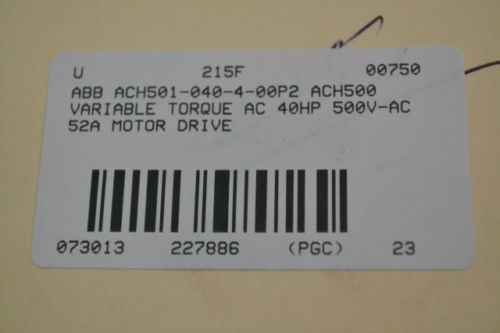 U 215F 00750
ABB ACH501-040-4-00P2 ACH500
VARIABLE TORQUE AC 40HP 500V-AC
52A MOTOR DRIVE
073013 227886 (PGC) 23